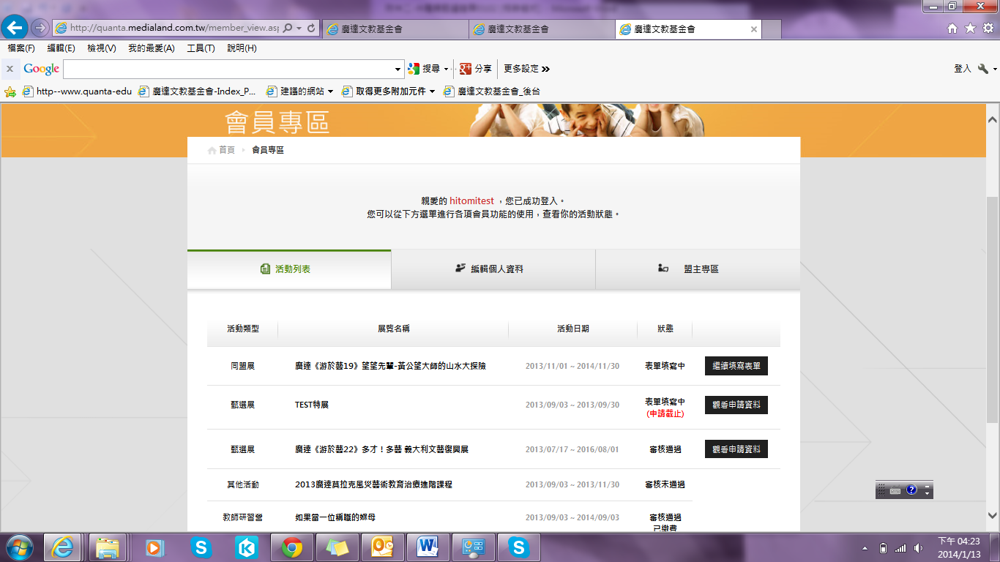 http://quanta.medialand.com.tw/member_view.as
廣達文教基金會
廣達文教基金會
廣達文教基金會
檔案(F) 編輯(E) 檢視(V) 我的最愛(A) 工具(T) 說明(H)
x Google 搜尋 分享 更多設定 » 登入
http--www.quanta-edu 廣達文教基金會-Index_P... 建議的網站 取得更多附加元件 廣達文教基金會_後台
會員專區
首頁 會員專區
親愛的 hitomitest ，您已成功登入。
您可以從下方選單進行各項會員功能的使用，查看你的活動狀態。
活動列表 編輯個人資料 盟主專區
活動類型 展覽名稱 活動日期 狀態
同盟展 廣達《游於藝19》望望先輩-黃公望大師的山水大探險 2013/11/01 ~ 2014/11/30 表單填寫中 繼續填寫表單
甄選展 TEST特展 2013/09/03 ~ 2013/09/30 表單填寫中 觀看申請資料
(申請截止)
甄選展 廣達《游於藝22》多才！多藝 義大利文藝復興展 2013/07/17 ~ 2016/08/01 審核通過 觀看申請資料
其他活動 2013廣達莫拉克風災藝術教育治療進階課程 2013/09/03 ~ 2013/11/30 審核未通過
教師研習營 如果當一位稱職的褓母 2013/09/03 ~ 2014/09/03 審核通過
已繳費
下午 04:23
2014/1/13